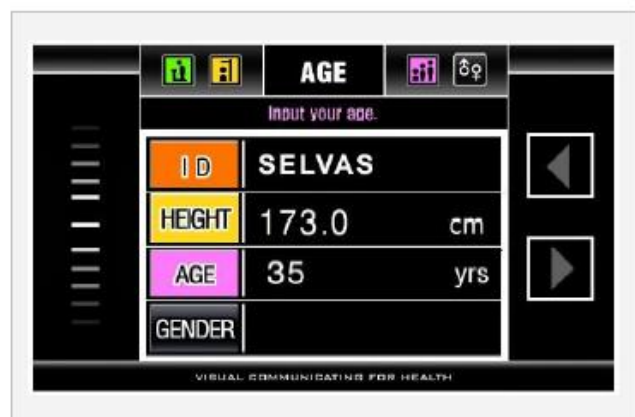 AGE
Input your age.
ID SELVAS
HEIGHT 173.0 cm
AGE 35 yrs
GENDER
VISUAL COMMUNICATING FOR HEALTH